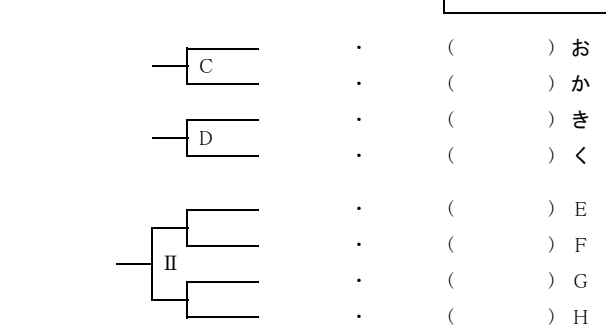 ・ （　　　）お
C
・ （　　　）か
・ （　　　）き
D
・ （　　　）く
・ （　　　）E
・ （　　　）F
Ⅱ
・ （　　　）G
・ （　　　）H